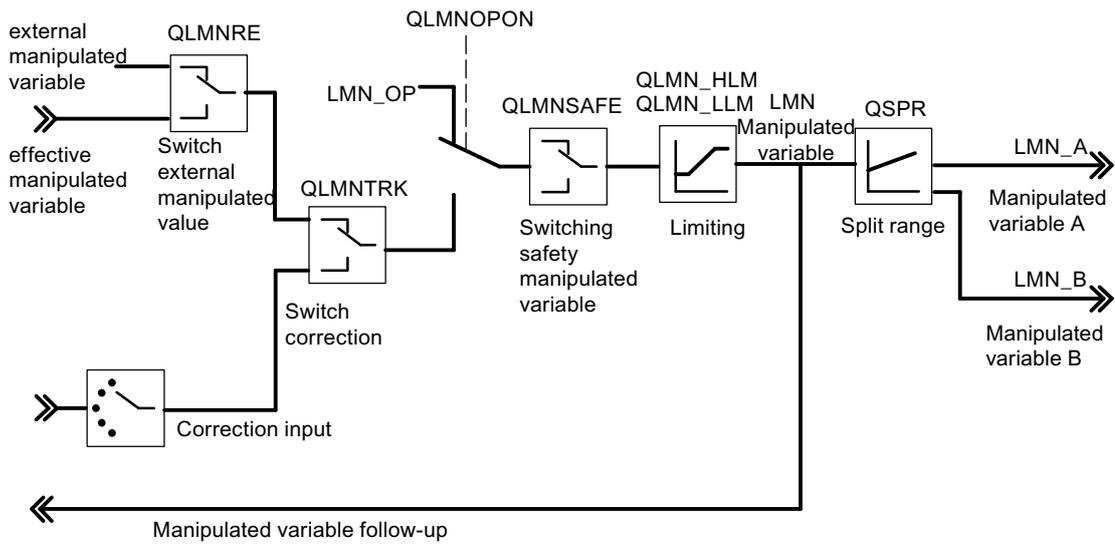 QLMNOPON
external
manipulated
variable
QLMNRE
LMN_OP
QLMNSAFE
QLMN_HLM
QLMN_LLM
LMN
Manipulated
variable
QSPR
LMN_A
effective
manipulated
variable
Switch
external
manipulated
value
QLMNTRK
Switching
safety
manipulated
variable
Limiting
Split range
Manipulated
variable A
LMN_B
Manipulated
variable B
Switch
correction
Correction input
Manipulated variable follow-up